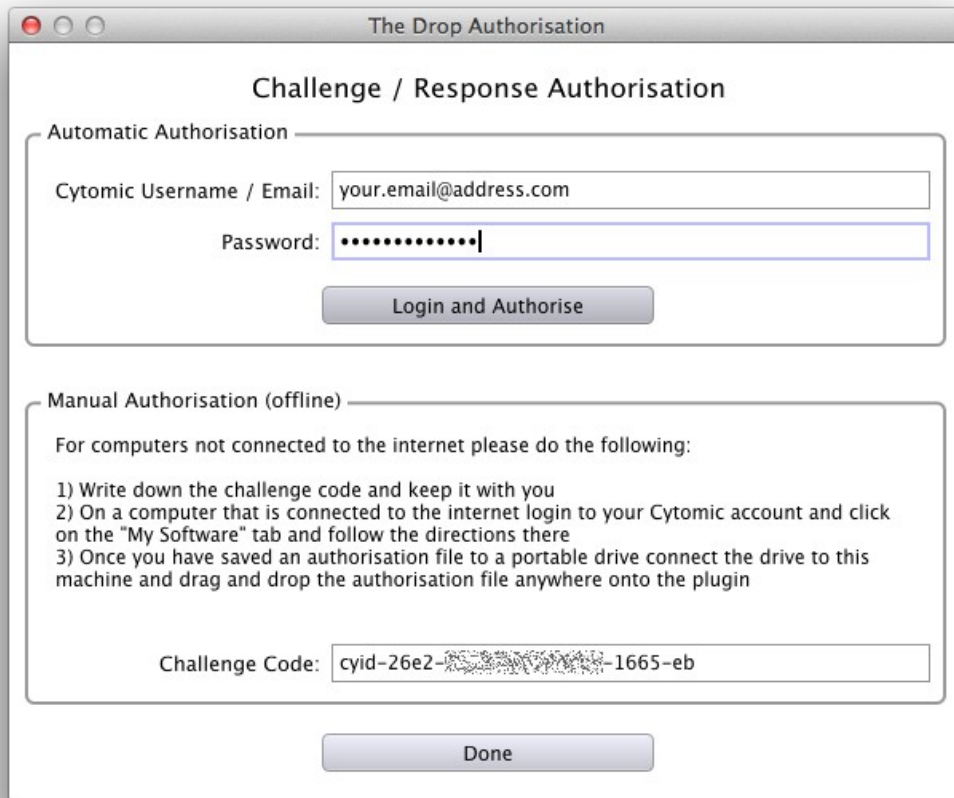 The Drop Authorisation
Challenge / Response Authorisation
Automatic Authorisation
Cytomic Username / Email: your.email@address.com
Password: •••••••••••••
Login and Authorise
Manual Authorisation (offline)
For computers not connected to the internet please do the following:
1) Write down the challenge code and keep it with you
2) On a computer that is connected to the internet login to your Cytomic account and click
on the "My Software" tab and follow the directions there
3) Once you have saved an authorisation file to a portable drive connect the drive to this
machine and drag and drop the authorisation file anywhere onto the plugin
Challenge Code: cyid-26e2- -1665-eb
Done